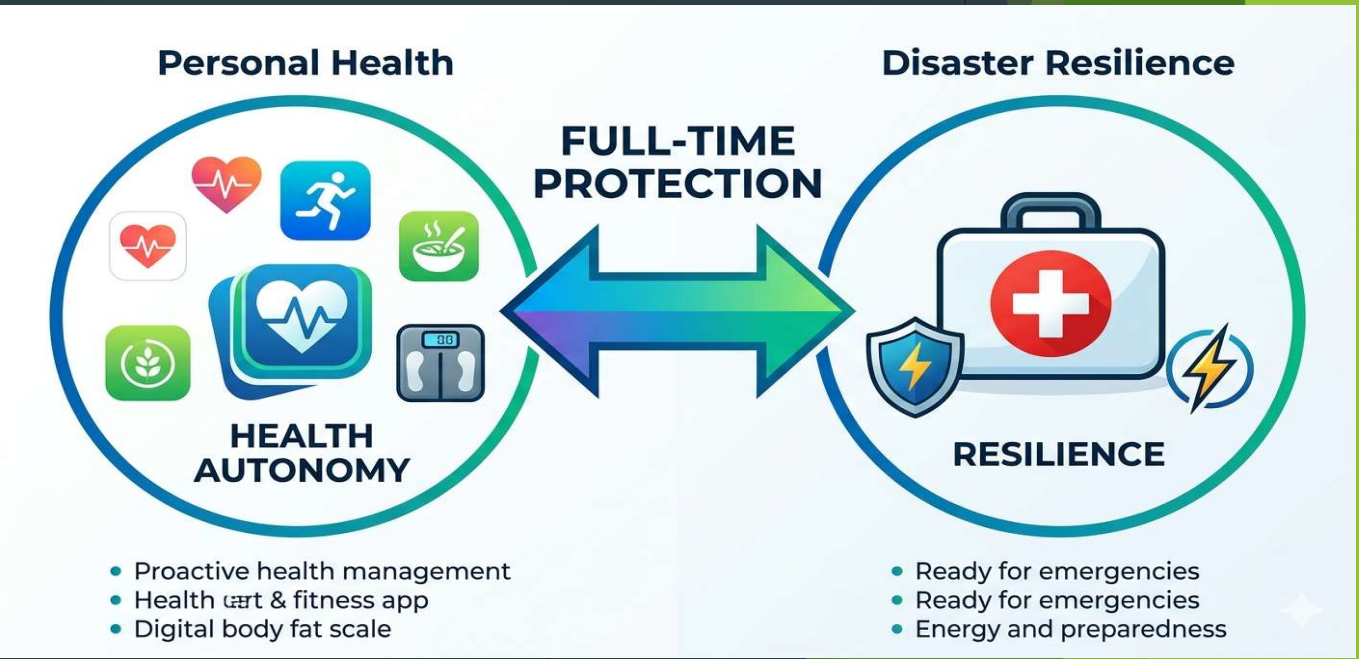 Personal Health
Disaster Resilience
FULL-TIME
PROTECTION
HEALTH
AUTONOMY
RESILIENCE
Proactive health management
Health & fitness app
Digital body fat scale
Ready for emergencies
Ready for emergencies
Energy and preparedness